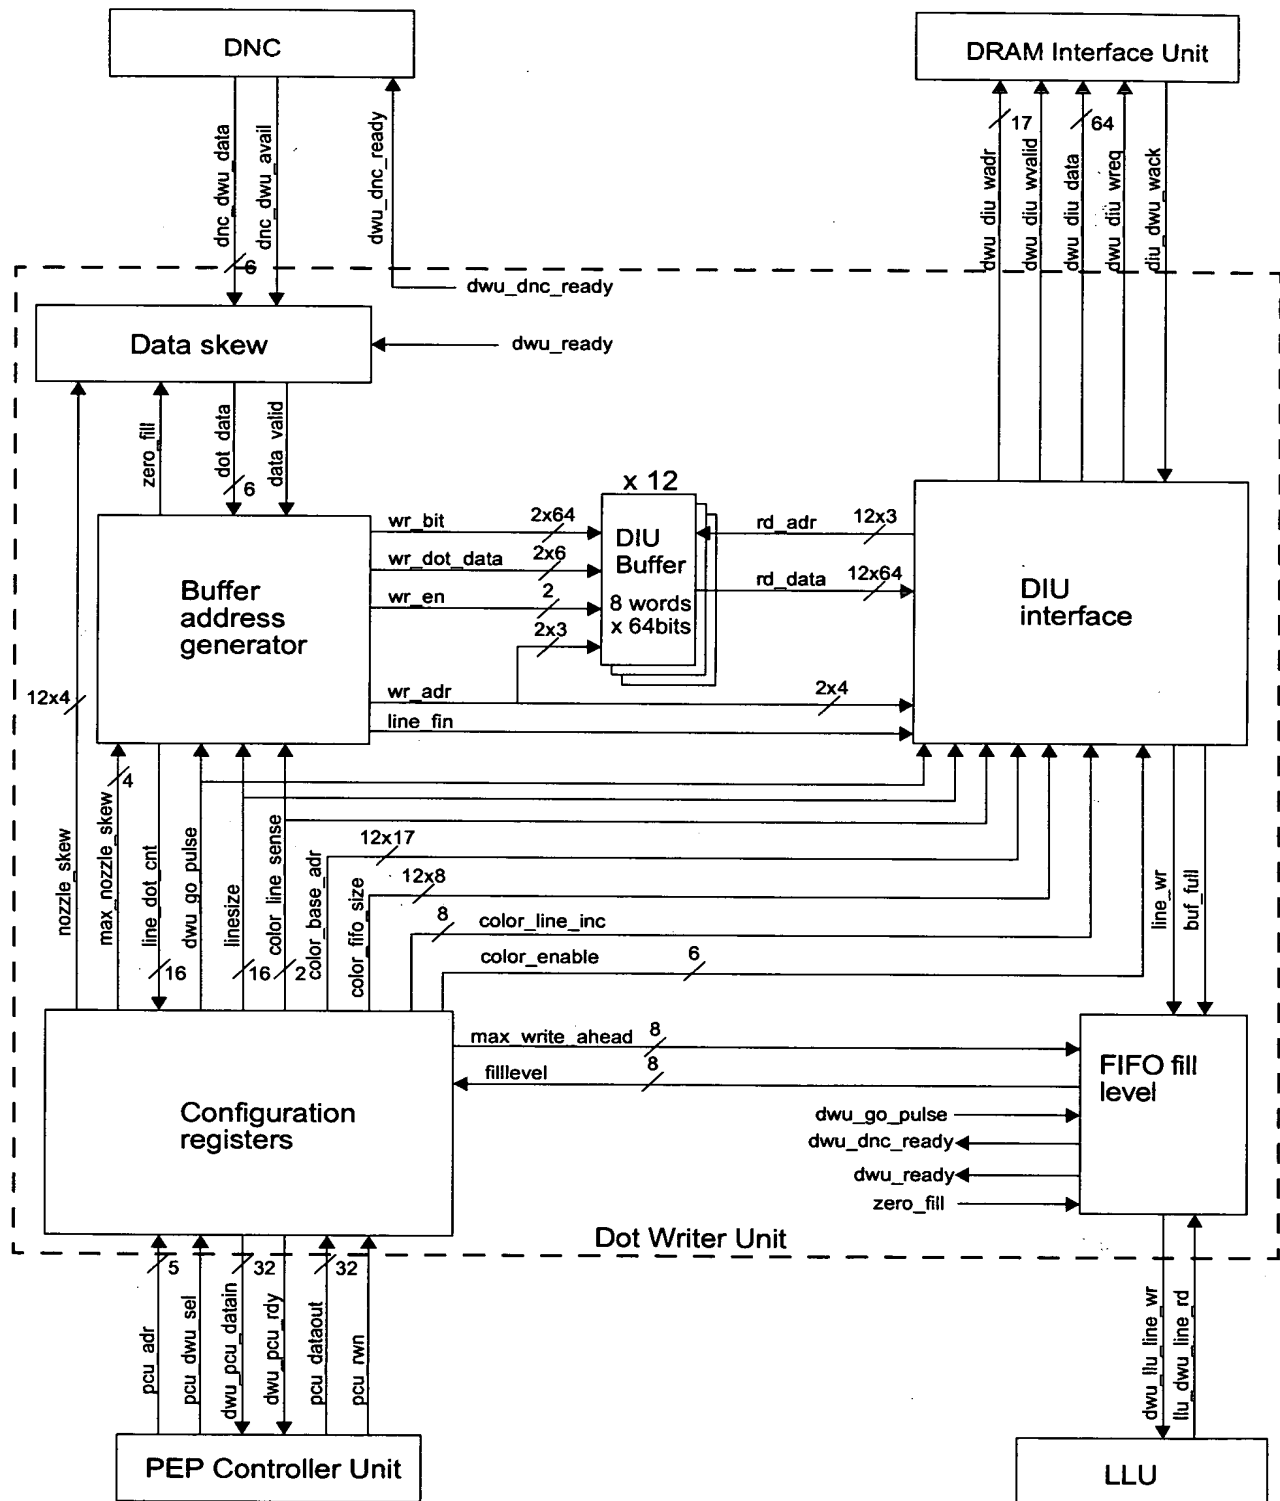 DNC
DRAM Interface Unit
dnc_dwu_data
6
dnc_dwu_avail
dwu_dnc_ready
dwu_diu_wadr
17
dwu_diu_wvalid
dwu_diu_data
64
dwu_diu_wreq
diu_dwu_wack
dwu_dnc_ready
Data skew
dwu_ready
zero_fill
dot_data
6
data_valid
x 12
Buffer
address
generator
wr_bit
2x64
wr_dot_data
2x6
wr_en
2
2x3
wr_adr
2x4
line_fin
DIU
Buffer
8 words
x 64bits
rd_adr
12x3
rd_data
12x64
DIU
interface
12x4
nozzle_skew
4
max_nozzle_skew
line_dot_cnt
16
dwu_go_pulse
linesize
16
color_line_sense
2
color_base_adr
12x17
color_fifo_size
12x8
8
color_line_inc
color_enable
6
line_wr
buf_full
Configuration
registers
max_write_ahead
8
filllevel
8
FIFO fill
level
dwu_go_pulse
dwu_dnc_ready
dwu_ready
zero_fill
Dot Writer Unit
pcu_adr
5
pcu_dwu_sel
dwu_pcu_datain
32
dwu_pcu_rdy
pcu_dataout
32
pcu_rwn
dwu_llu_line_wr
llu_dwu_line_rd
PEP Controller Unit
LLU